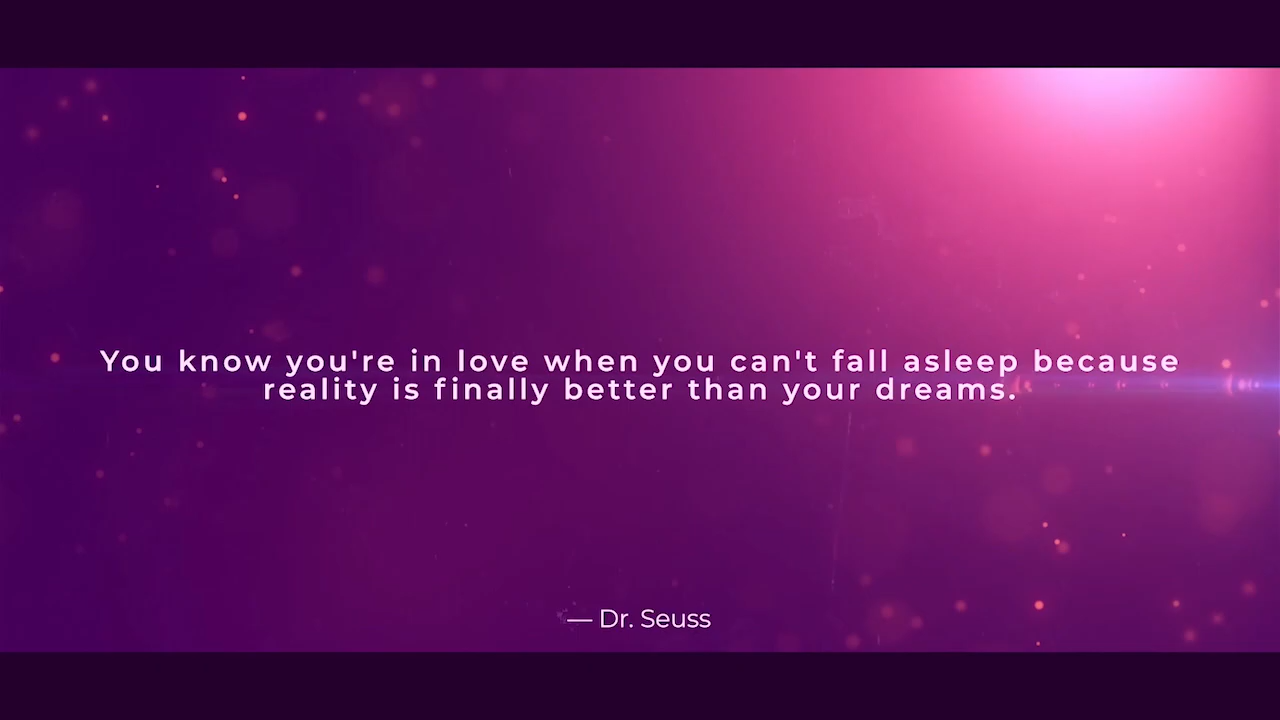 You know you're in love when you can't fall asleep because
reality is finally better than your dreams.
— Dr. Seuss